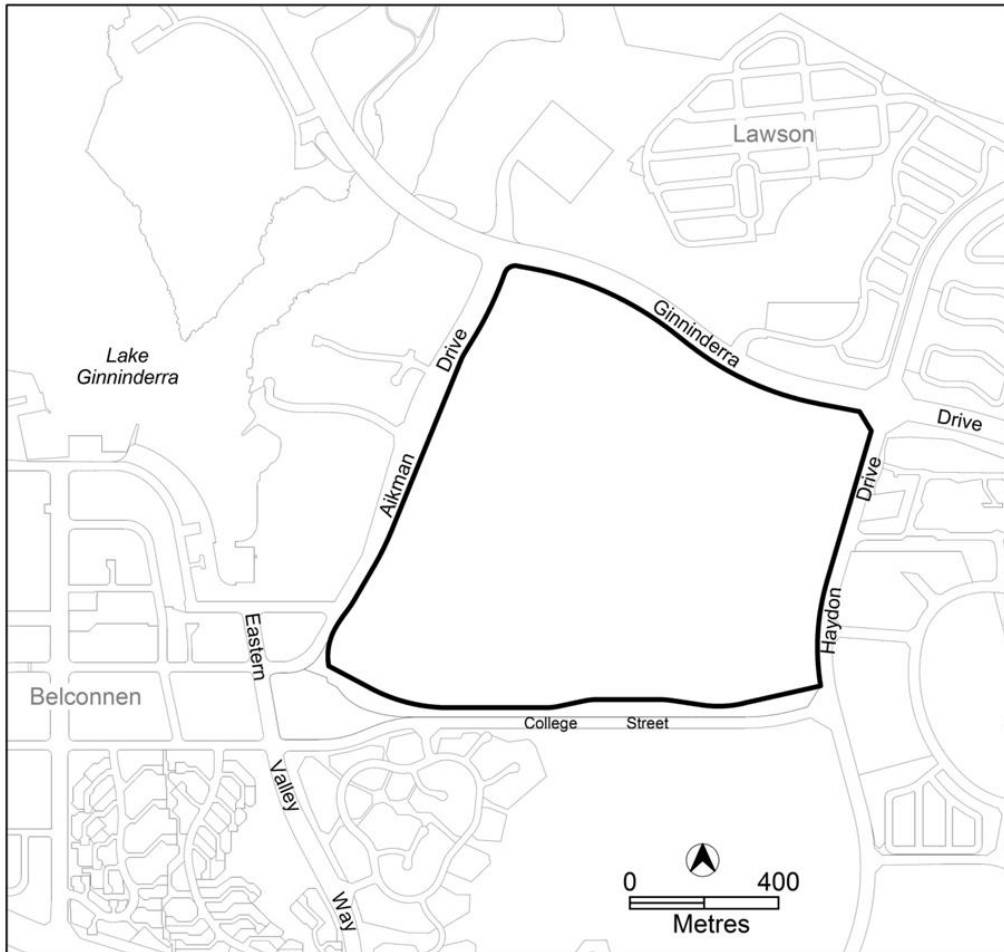 Lawson
Ginninderra
Drive
Lake
Ginninderra
Drive
Aikman
Drive
Haydon
Eastern
Belconnen
College Street
Valley
Way
0 400
Metres